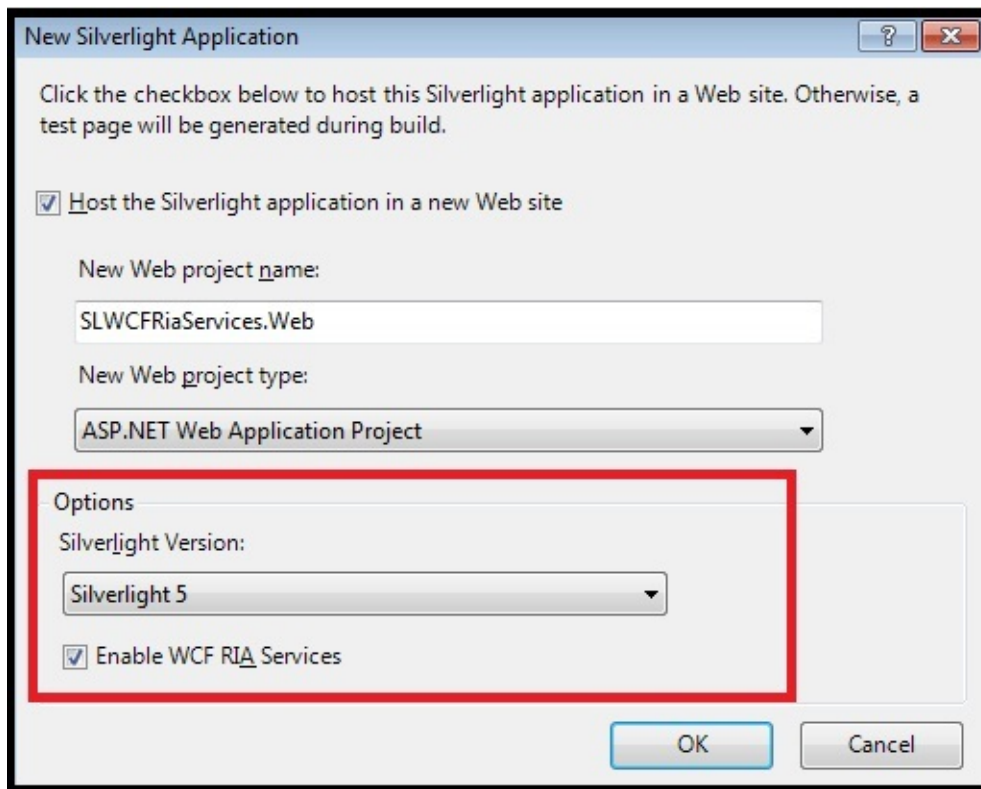 New Silverlight Application
Click the checkbox below to host this Silverlight application in a Web site. Otherwise, a
test page will be generated during build.
Host the Silverlight application in a new Web site
New Web project name:
SLWCFRiaServices.Web
New Web project type:
ASP.NET Web Application Project
Options
Silverlight Version:
Silverlight 5
Enable WCF RIA Services
OK Cancel